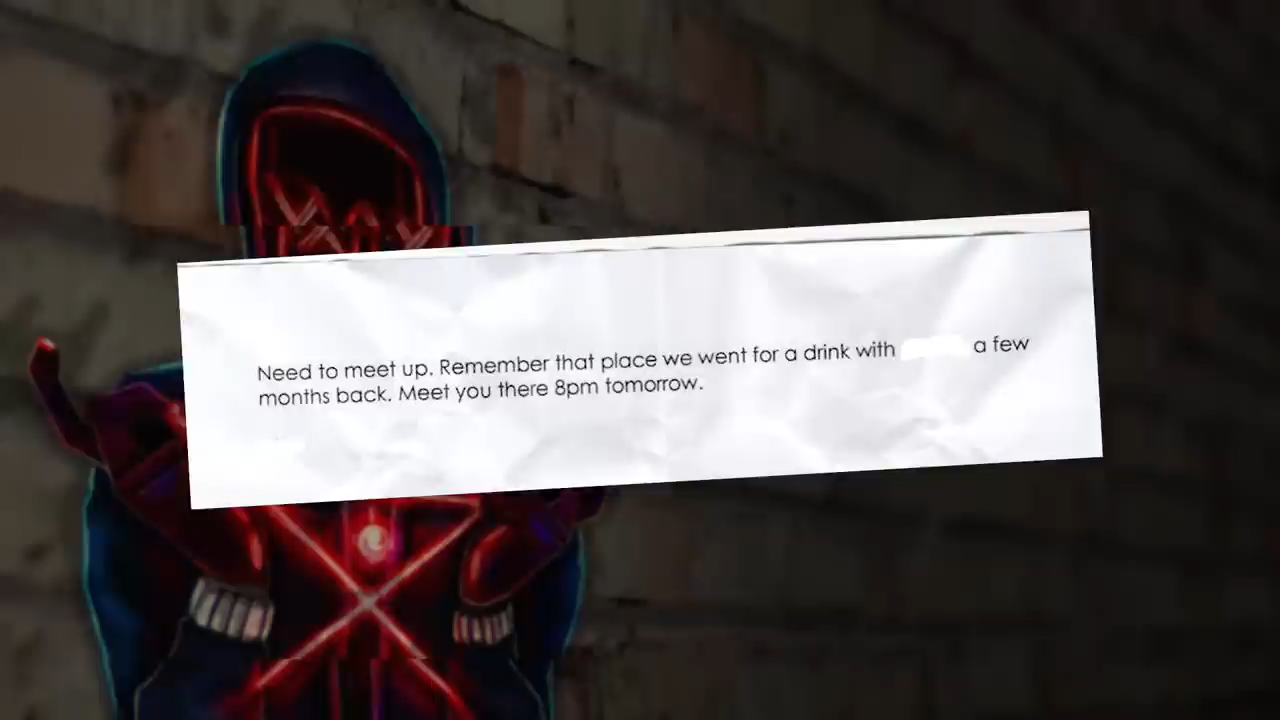 Need to meet up. Remember that place we went for a drink with a few
months back. Meet you there 8pm tomorrow.